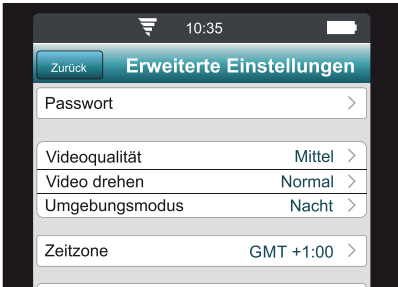 10:35
Zurück Erweiterte Einstellungen
Passwort
Videoqualität Mittel
Video drehen Normal
Umgebungsmodus Nacht
Zeitzone GMT +1:00